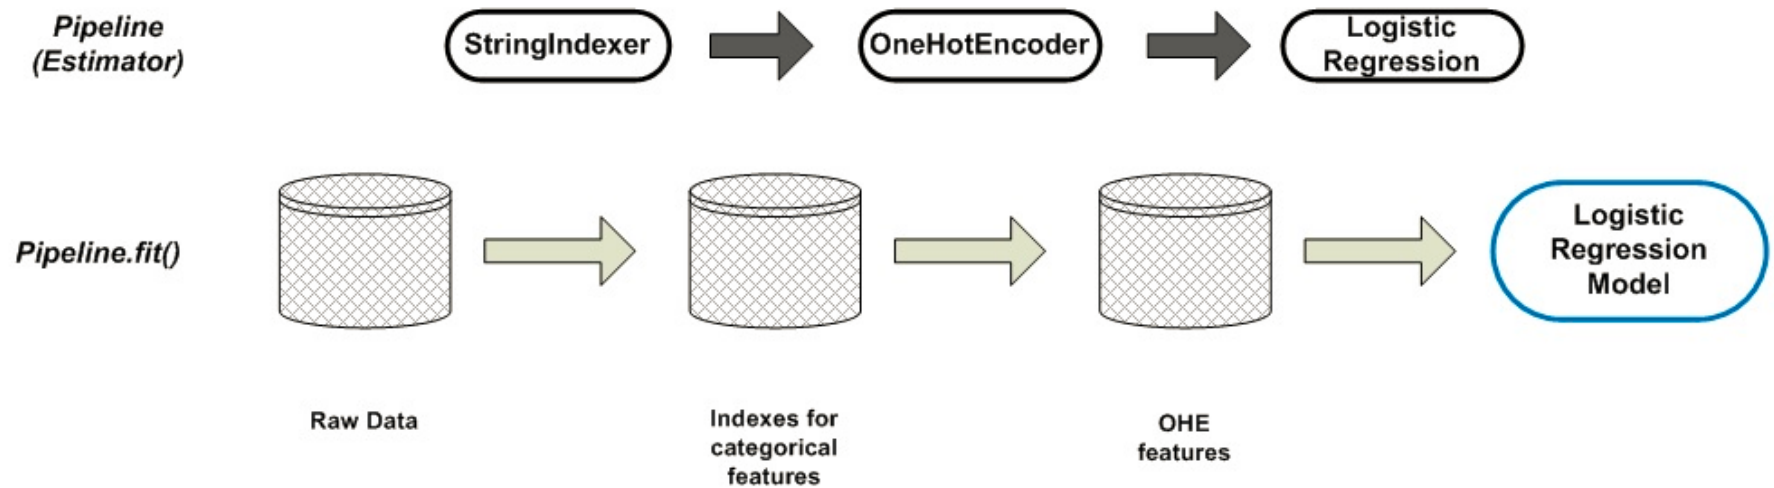 Pipeline
(Estimator)
StringIndexer
OneHotEncoder
Logistic
Regression
Pipeline.fit()
Logistic
Regression
Model
Raw Data
Indexes for
categorical
features
OHE
features